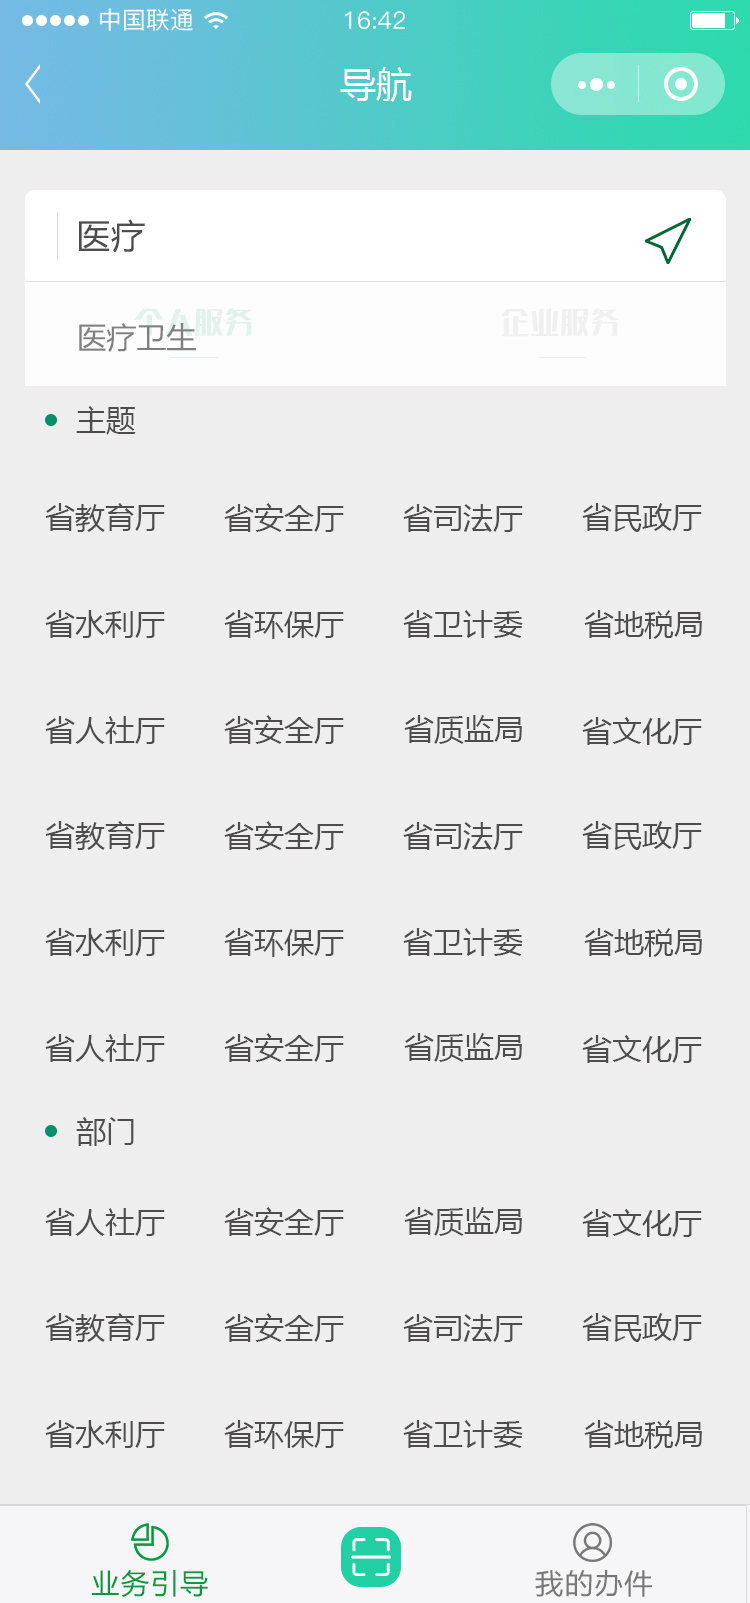 中国联通 16:42
导航
医疗
个人服务 企业服务
医疗卫生
主题
省教育厅 省安全厅 省司法厅 省民政厅
省水利厅 省环保厅 省卫计委 省地税局
省人社厅 省安全厅 省质监局 省文化厅
省教育厅 省安全厅 省司法厅 省民政厅
省水利厅 省环保厅 省卫计委 省地税局
省人社厅 省安全厅 省质监局 省文化厅
部门
省人社厅 省安全厅 省质监局 省文化厅
省教育厅 省安全厅 省司法厅 省民政厅
省水利厅 省环保厅 省卫计委 省地税局
业务引导 我的办件